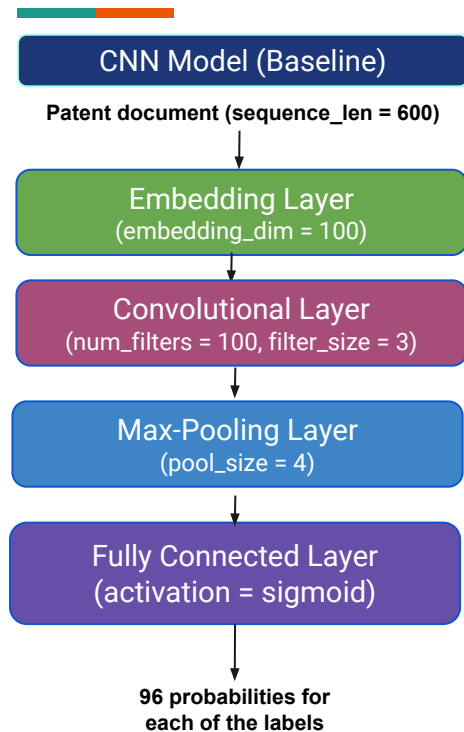 CNN Model (Baseline)
Patent document (sequence_len = 600)
Embedding Layer
(embedding_dim = 100)
Convolutional Layer
(num_filters = 100, filter_size = 3)
Max-Pooling Layer
(pool_size = 4)
Fully Connected Layer
(activation = sigmoid)
96 probabilities for
each of the labels